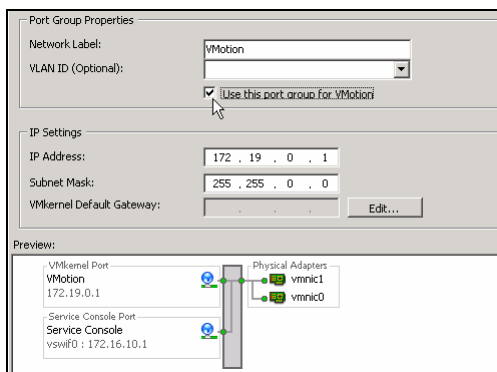 Port Group Properties
Network Label:
VMotion
VLAN ID (Optional):
Use this port group for VMotion
IP Settings
IP Address:
172 . 19 . 0 . 1
Subnet Mask:
255 . 255 . 0 . 0
VMkernel Default Gateway:
. . .
Edit...
Preview:
VMkernel Port
VMotion
172.19.0.1
Physical Adapters
vmnic1
vmnic0
Service Console Port
Service Console
vswif0 : 172.16.10.1